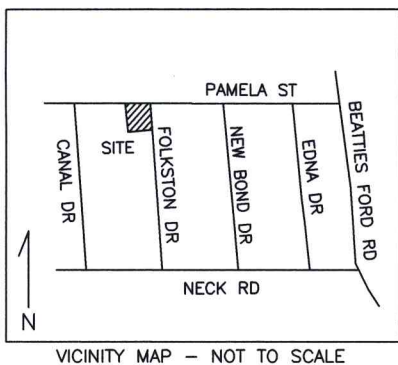 PAMELA ST
CANAL DR
SITE
FOLKSTON DR
NEW BOND DR
EDNA DR
BEATTIES FORD RD
NECK RD
N
VICINITY MAP – NOT TO SCALE